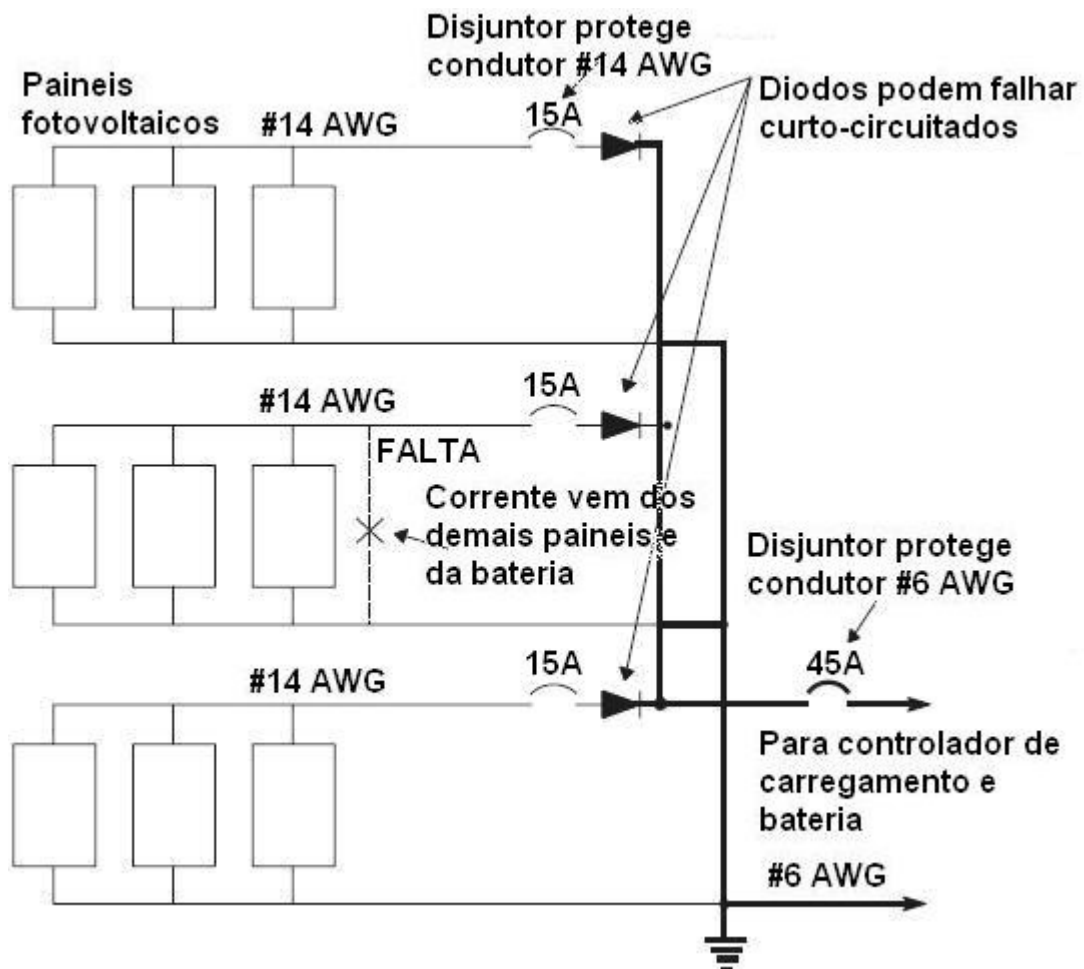 Disjuntor protege
condutor #14 AWG
Paineis
fotovoltaicos
#14 AWG
15A
Diodos podem falhar
curto-circuitados
#14 AWG
15A
FALTA
Corrente vem dos
demais paineis e
da bateria
Disjuntor protege
condutor #6 AWG
#14 AWG
15A
45A
Para controlador de
carregamento e
bateria
#6 AWG